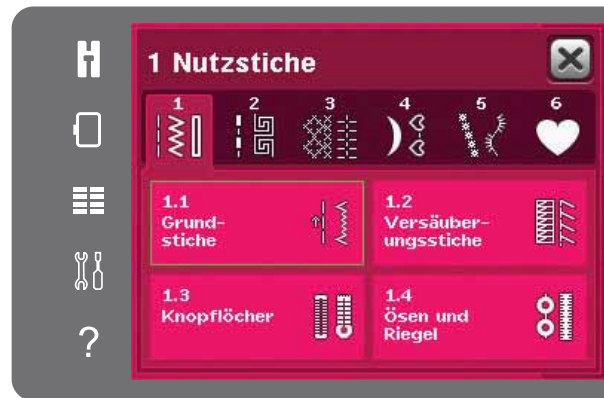 1 Nutzstiche
1 2 3 4 5 6
1.1
Grund-
stiche
1.2
Versäuber-
ungsstiche
1.3
Knopflöcher
1.4
Ösen und
Riegel
?